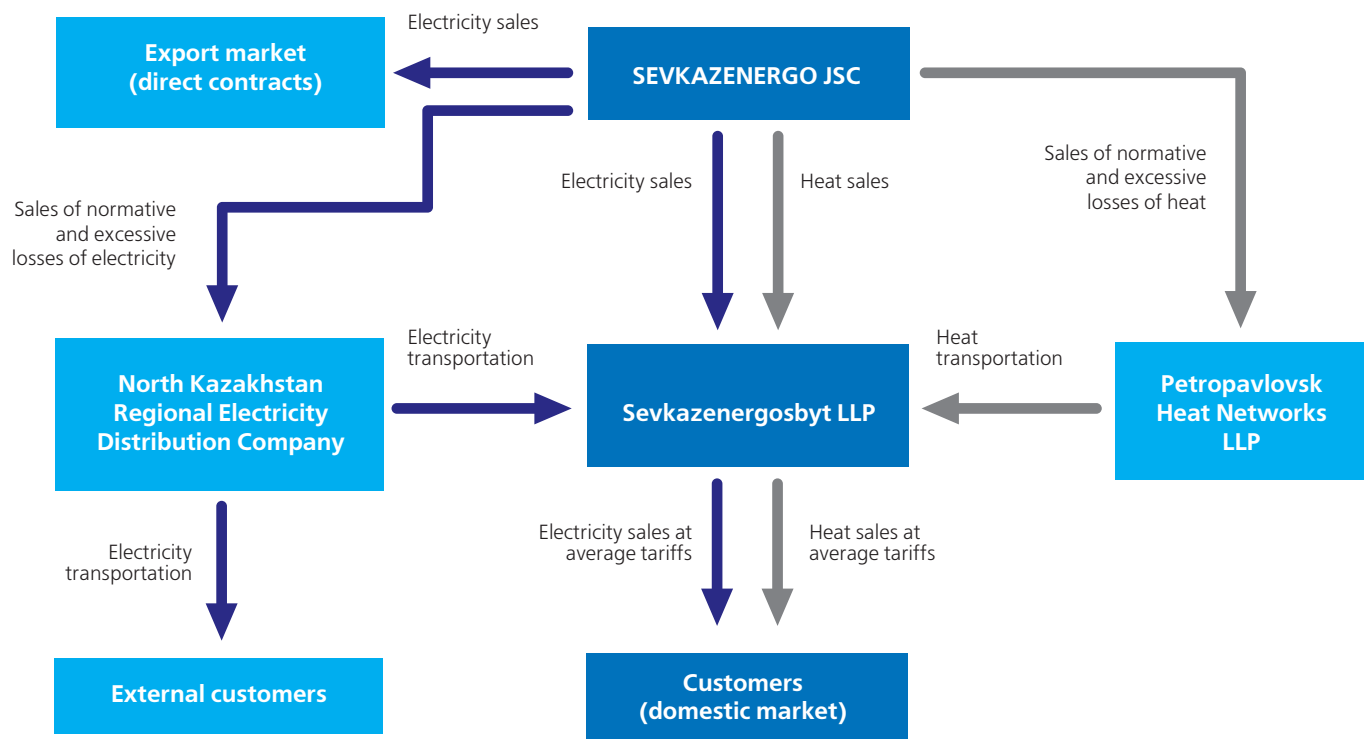 Electricity sales
Export market
(direct contracts)
SEVKAZENERGO JSC
Electricity sales
Heat sales
Sales of normative
and excessive
losses of heat
Sales of normative
and excessive
losses of electricity
North Kazakhstan
Regional Electricity
Distribution Company
Electricity
transportation
Sevkazenergosbyt LLP
Heat
transportation
Petropavlovsk
Heat Networks
LLP
Electricity
transportation
Electricity sales at
average tariffs
Heat sales at
average tariffs
External customers
Customers
(domestic market)